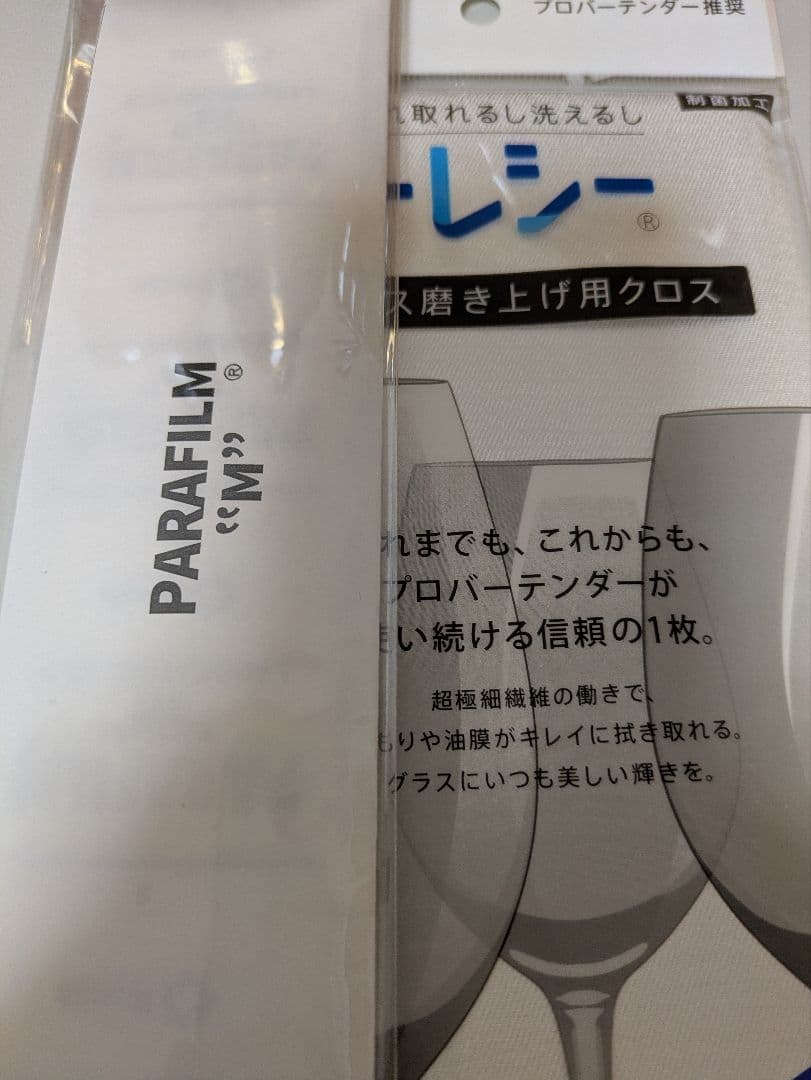 プロバーテンダー推奨
制菌加工
れ取れるし洗えるし
ーレシー®
ス磨き上げ用クロス
PARAFILM®
“M”
れまでも、これからも、
プロバーテンダーが
い続ける信頼の1枚。
超極細繊維の働きで、
もりや油膜がキレイに拭き取れる。
グラスにいつも美しい輝きを。